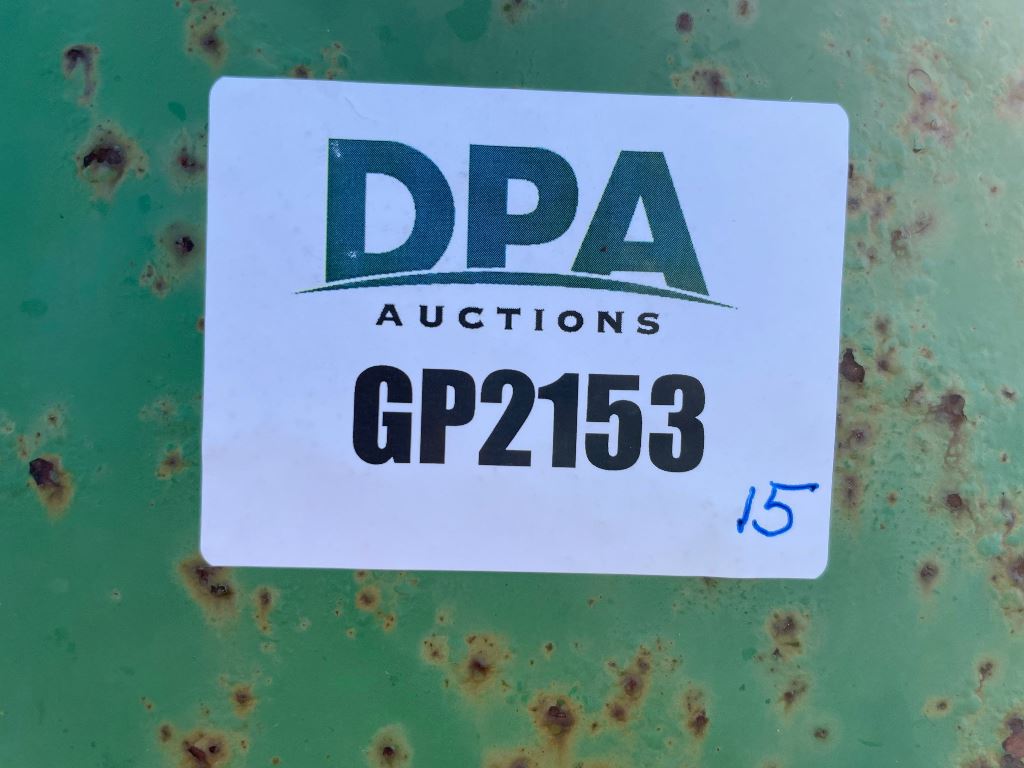 DPA
AUCTIONS
GP2153
15